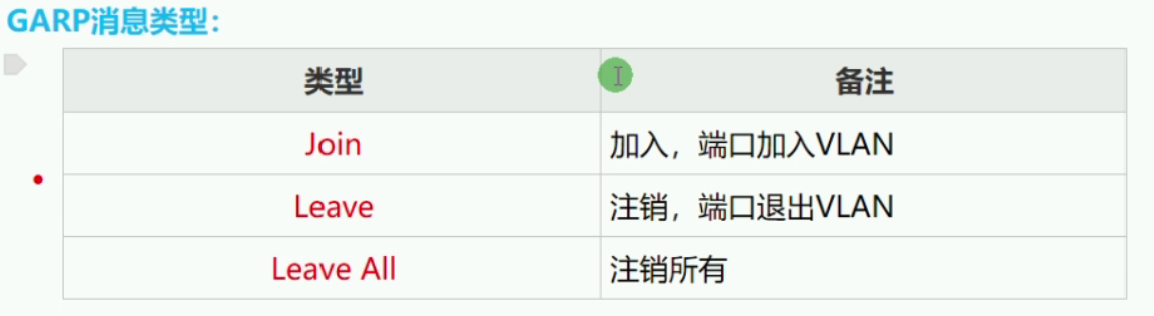 GARP消息类型：
类型 备注
Join 加入，端口加入VLAN
Leave 注销，端口退出VLAN
Leave All 注销所有